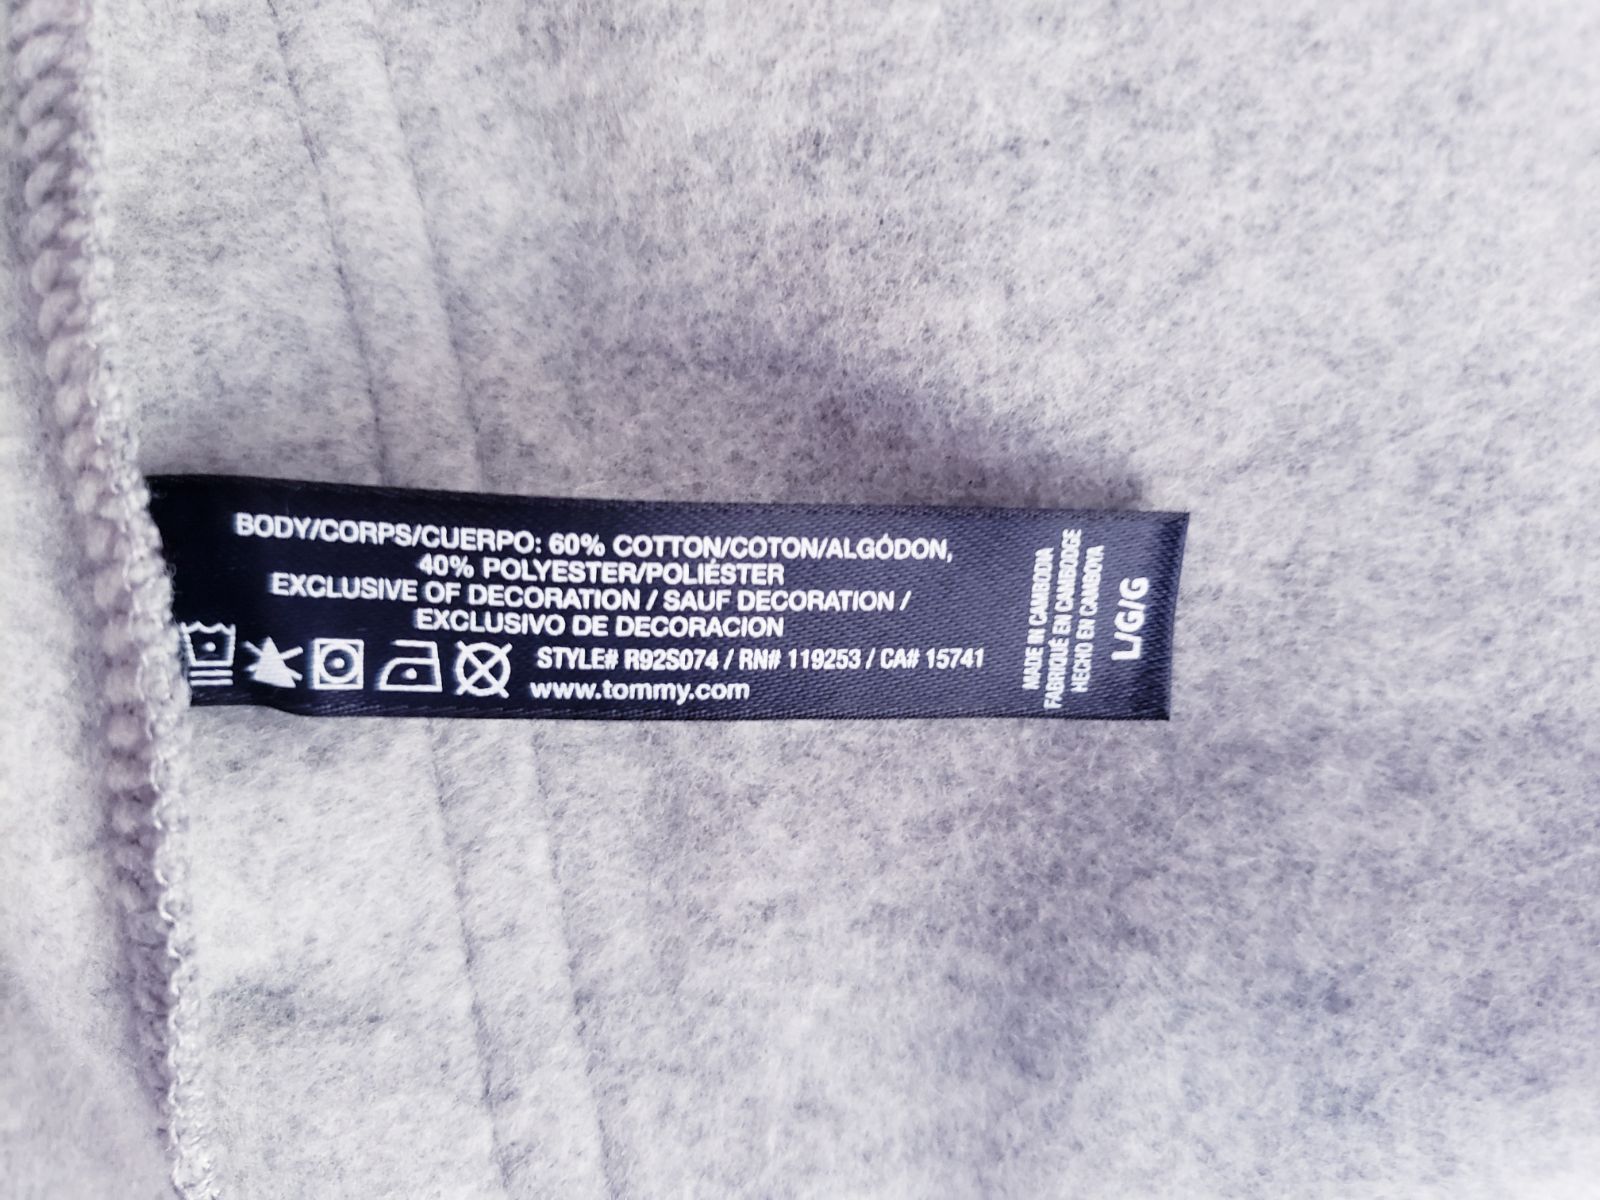 BODY/CORPS/CUERPO: 60% COTTON/COTON/ALGÓDON,
40% POLYESTER/POLIÉSTER
EXCLUSIVE OF DECORATION / SAUF DECORATION /
EXCLUSIVO DE DECORACION
STYLE# R92S074 / RN# 119253 / CA# 15741
www.tommy.com
MADE IN CAMBODIA
FABRIQUÉ EN CAMBODGE
HECHO EN CAMBOYA
L/G/G